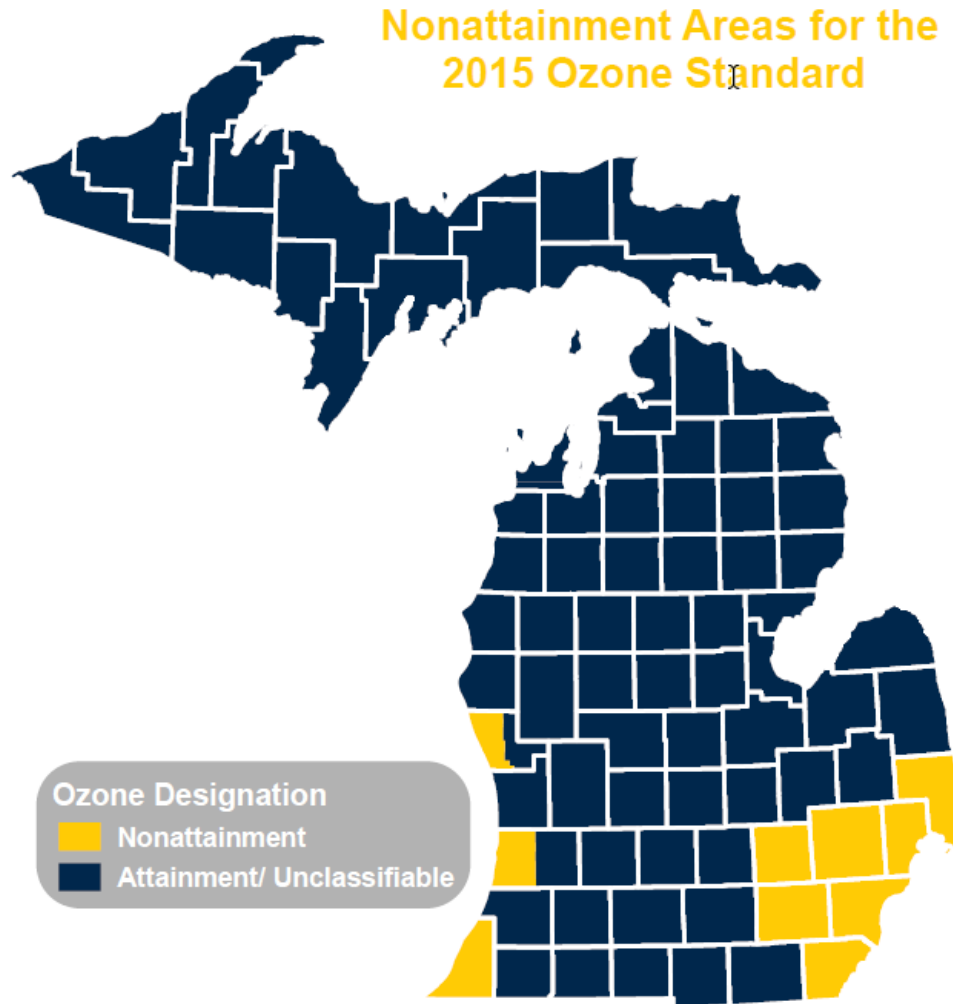 Nonattainment Areas for the
2015 Ozone Standard
Ozone Designation
Nonattainment
Attainment/ Unclassifiable